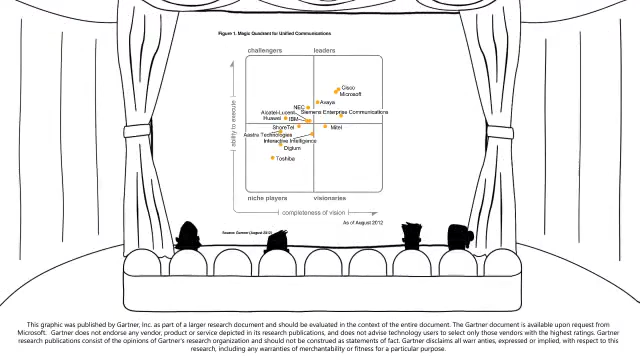 Figure 1. Magic Quadrant for Unified Communications
challengers leaders
Cisco
Microsoft
Avaya
NEC
Alcatel-Lucent Siemens Enterprise Communications
Huawei IBM
ShoreTel Mitel
Aastra Technologies
Interactive Intelligence
Digium
Toshiba
ability to execute
niche players visionaries
completeness of vision
As of August 2012
Source: Gartner (August 2012)
This graphic was published by Gartner, Inc. as part of a larger research document and should be evaluated in the context of the entire document. The Gartner document is available upon request from
Microsoft. Gartner does not endorse any vendor, product or service depicted in its research publications, and does not advise technology users to select only those vendors with the highest ratings. Gartner
research publications consist of the opinions of Gartner's research organization and should not be construed as statements of fact. Gartner disclaims all warr anties, expressed or implied, with respect to this
research, including any warranties of merchantability or fitness for a particular purpose.